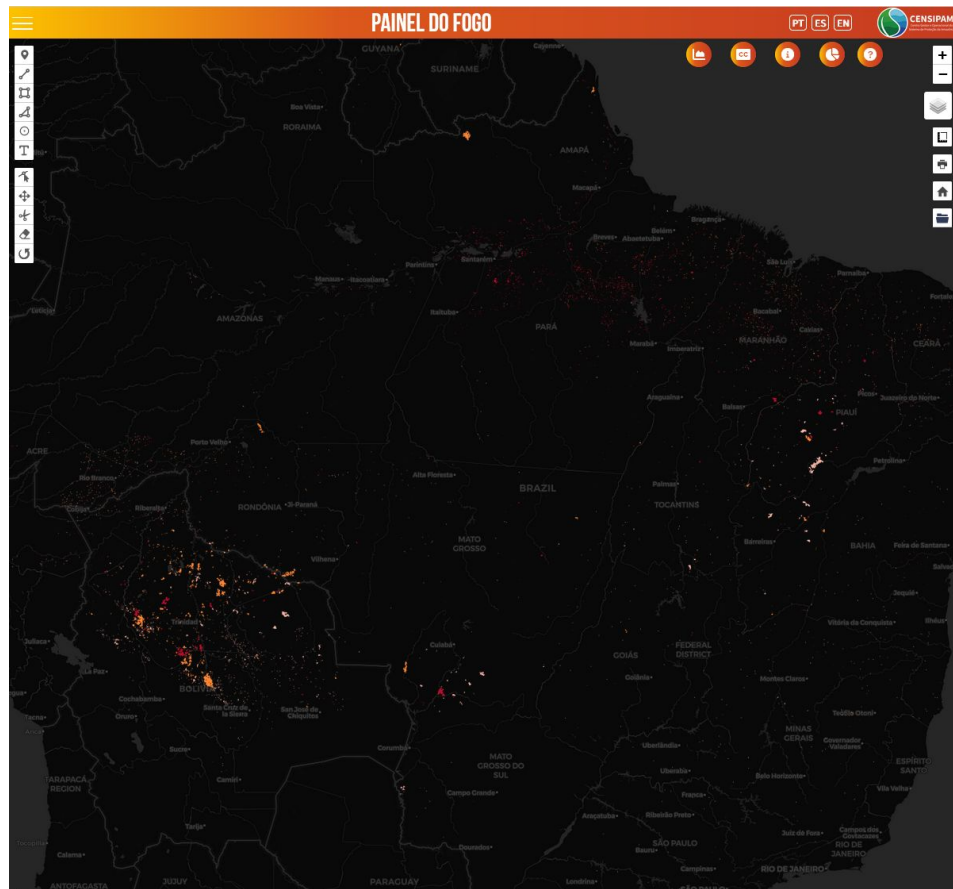 PAINEL DO FOGO
PT ES EN
CENSIPAM
T
CC
i
?
+
−
GUYANA
Cayenne
SURINAME
Boa Vista
RORAIMA
AMAPÁ
Macapá
Bragança
Belém
Breves Abaetetuba
São Luís
Santarém
Parintins
Parnaíba
Manaus
Itaituba
Bacabal
Leticia
AMAZONAS
PARÁ
Caxias
MARANHÃO
CEARÁ
Marabá
Imperatriz
Araguaína
Balsas
Picos Juazeiro do Norte
PIAUÍ
Porto Velho
ACRE
Petrolina
Alta Floresta
Rio Branco
BRAZIL
Palmas
Cobija Riberalta
RONDÔNIA
Ji-Paraná
TOCANTINS
MATO
GROSSO
Barreiras
BAHIA
Feira de Santana
Vilhena
Jequié
Trinidad
Vitória da Conquista
Ilhéus
Juliaca
Cuiabá
FEDERAL
DISTRICT
GOIÁS
La Paz
Goiânia
Montes Claros
BOLIVIA
Cochabamba
Santa Cruz de
la Sierra
San José de
Chiquitos
Oruro
Tacna
Teófilo Otoni
MINAS
GERAIS
Governador
Valadares
Sucre
Corumbá
Uberlândia
MATO
GROSSO DO
SUL
ESPÍRITO
SANTO
Uberaba
Belo Horizonte
TARAPACÁ
REGION
Camiri
Vila Velha
Campo Grande
Franca
Araçatuba
Ribeirão Preto
Tarija
Juiz de Fora
Campos dos
Goytacazes
SÃO PAULO
RIO DE
JANEIRO
Dourados
Bauru
Calama
Campinas
RIO DE JANEIRO
ANTOFAGASTA
JUJUY
PARAGUAY
Londrina